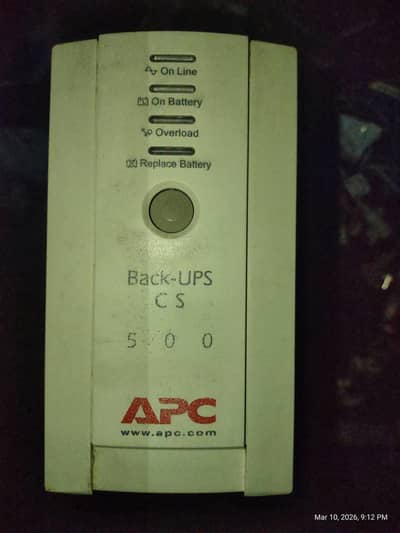 On Line
On Battery
Overload
Replace Battery
Back-UPS
CS
500
APC
www.apc.com
Mar 10, 2026, 9:12 PM